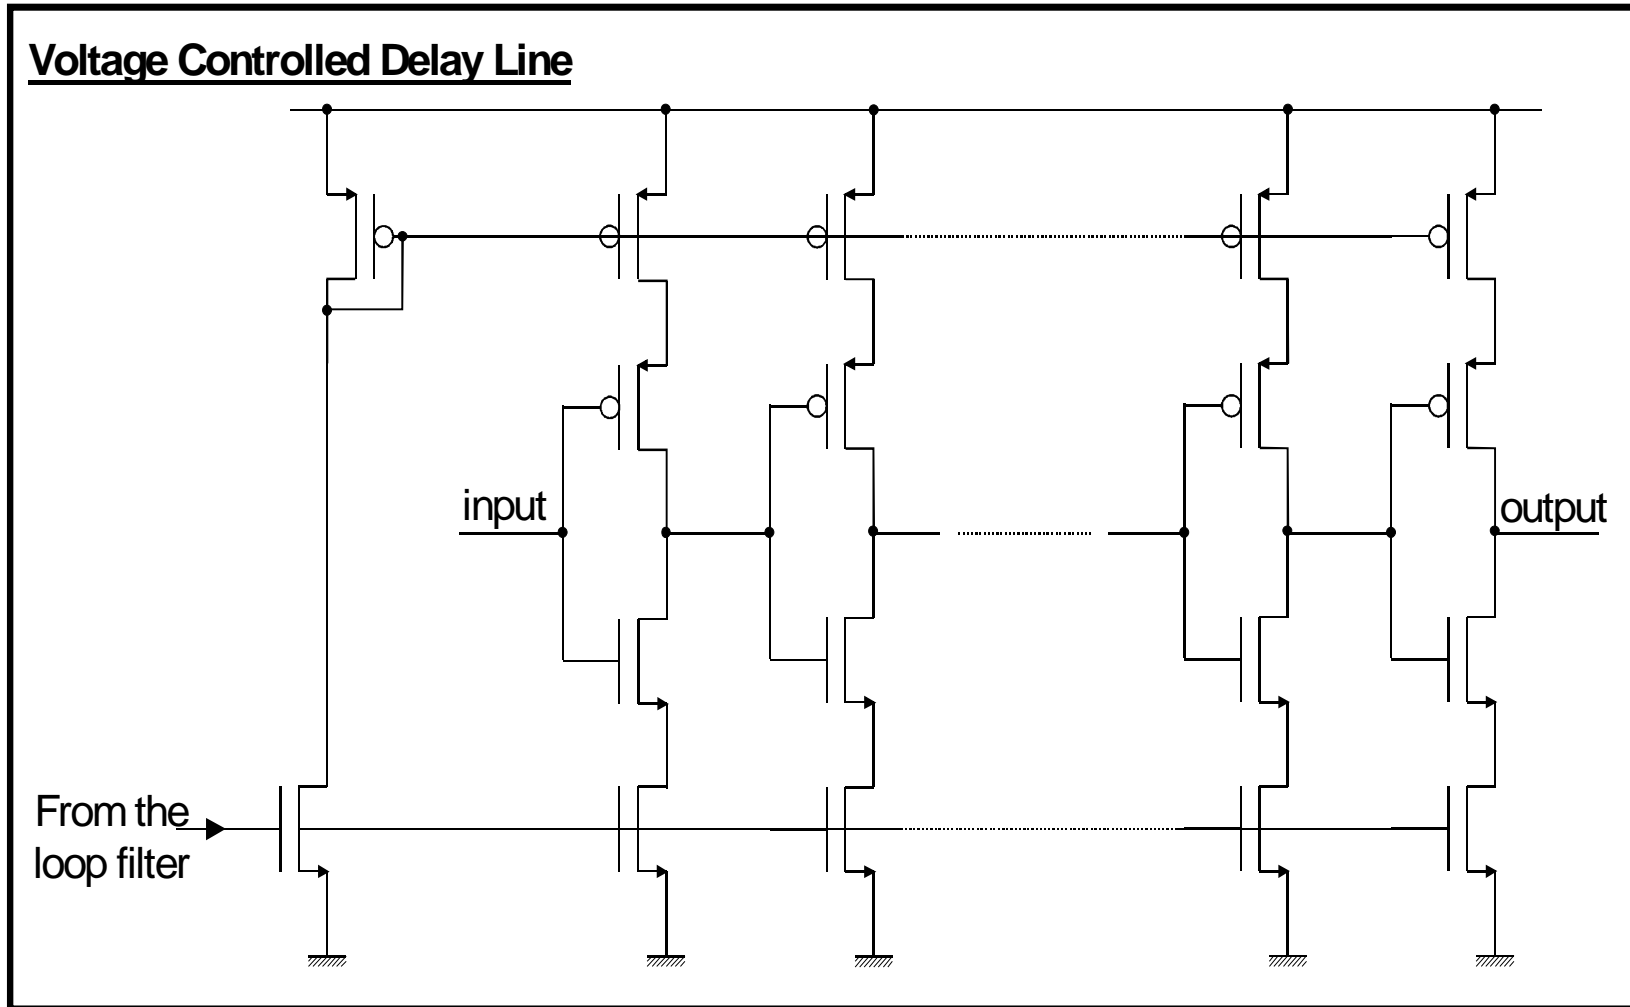 Voltage Controlled Delay Line
input
output
From the
loop filter